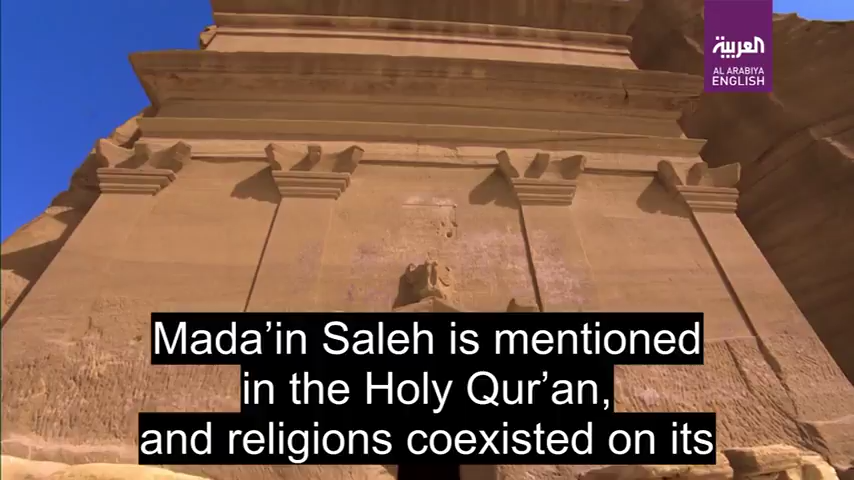 العربية
AL ARABIYA
ENGLISH
Mada’in Saleh is mentioned
in the Holy Qur’an,
and religions coexisted on its